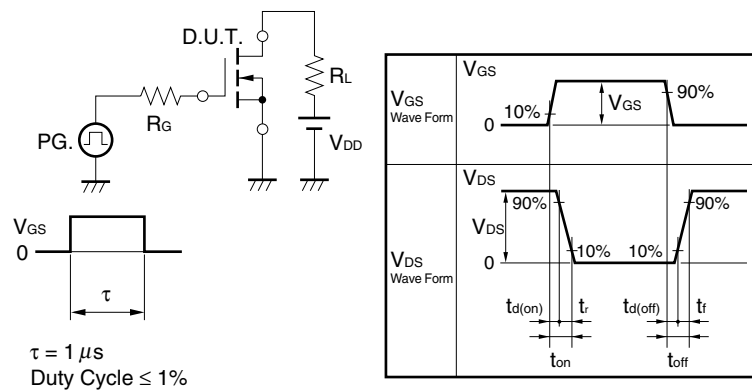 D.U.T.
RL
RG
PG.
VDD
VGS
0
τ
τ = 1 μs
Duty Cycle ≤ 1%
VGS
Wave Form
VGS
10%
VGS
90%
0
VDS
Wave Form
VDS
90%
VDS
10%
10%
90%
0
td(on)
tr
td(off)
tf
ton
toff